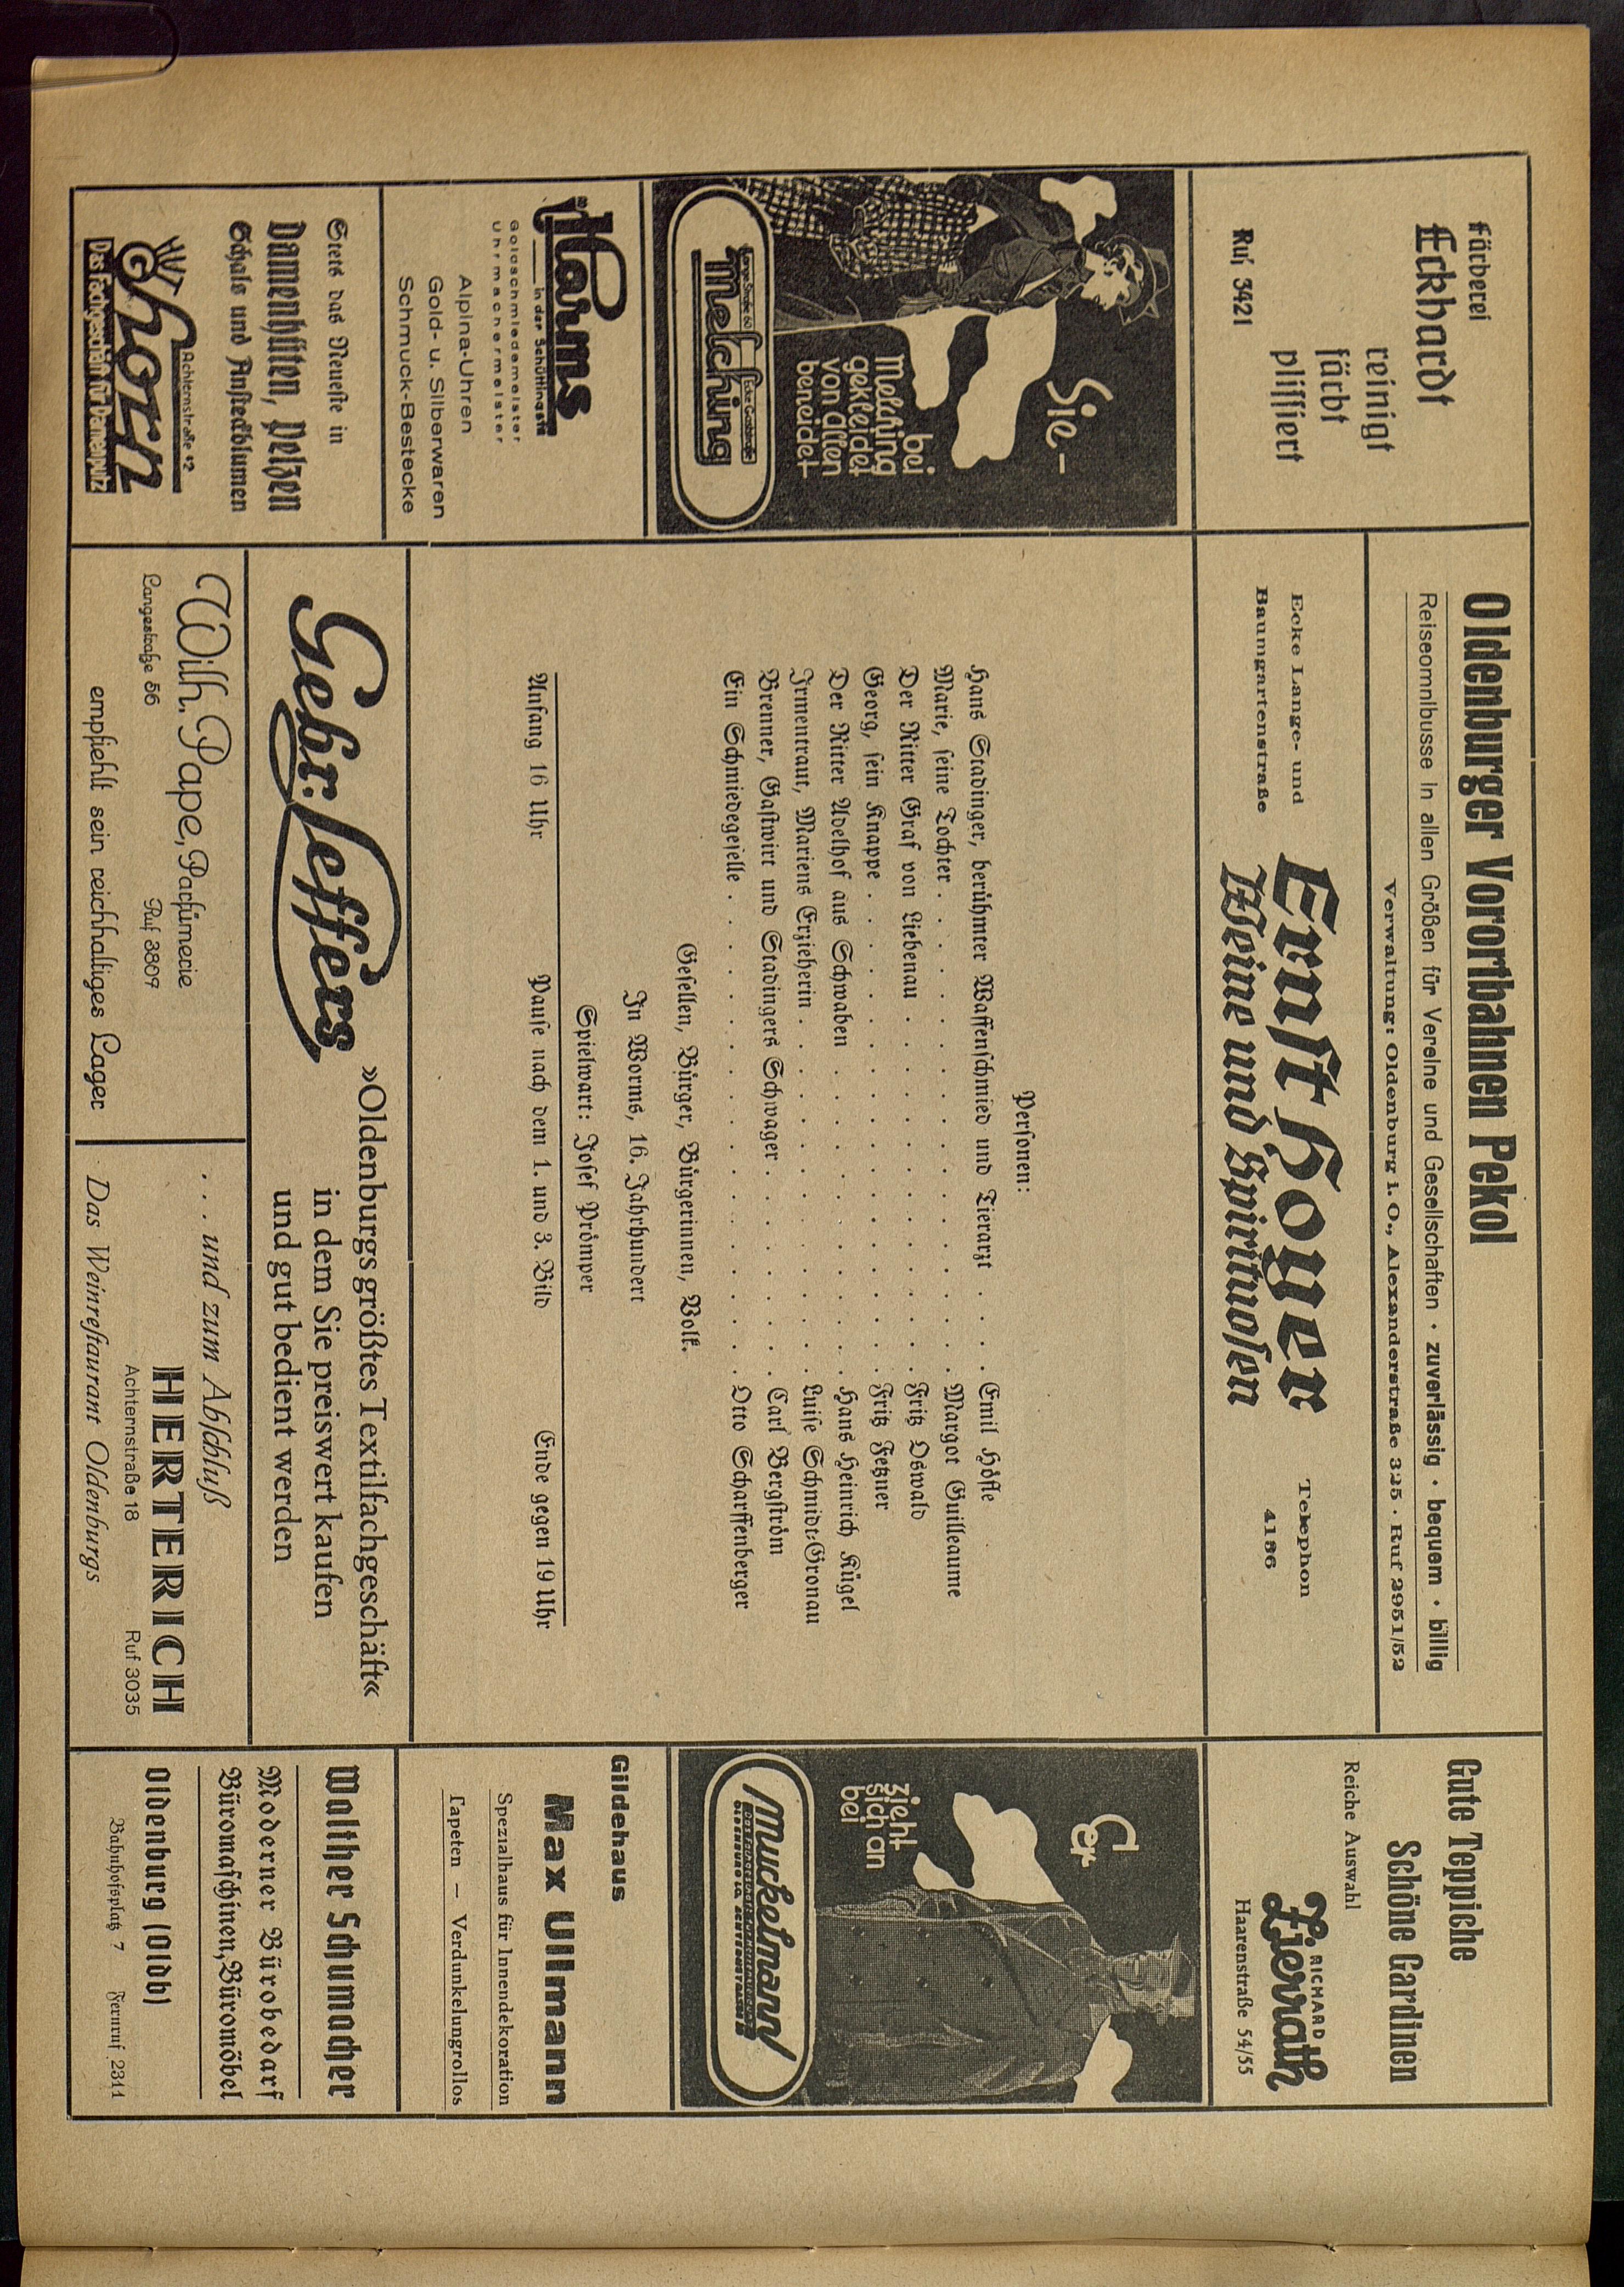 Färberei
Eckhardt
reinigt
färbt
plissiert
Ruf 3421
Sie-
bei
Melching
gekleidet
von allen
beneidet
Lange Straße 60
Melching
Harms
in der Schüttingstr.
Goldschmiedemeister
Uhrmachermeister
Alpina-Uhren
Gold- u. Silberwaren
Schmuck-Bestecke
Stets das Neueste in
Damenhüten, Pelzen
Schals und Ansteckblumen
Achternstraße 42
Horn
Das Fachgeschäft für Damenputz
Oldenburger Vorortbahnen Pekol
Reiseomnibusse in allen Größen für Vereine und Gesellschaften · zuverlässig · bequem · billig
Verwaltung: Oldenburg i. O., Alexanderstraße 325 · Ruf 2951/52
Ecke Lange- und
Baumgartenstraße
Ernst Hoyer
Weine und Spirituosen
Telephon
4186
Personen:
Hans Stadinger, berühmter Waffenschmied und Tierarzt . . . . Emil Höfle
Marie, seine Tochter . . . . . . . . . . . . . . . Margot Guilleaume
Der Ritter Graf von Liebenau . . . . . . . . . . . . Fritz Oswald
Georg, sein Knappe . . . . . . . . . . . . . . . Fritz Fetzner
Der Ritter Adelhof aus Schwaben . . . . . . . . . . . Hans Heinrich Kügel
Irmentraut, Mariens Erzieherin . . . . . . . . . . . . Luise Schmidt-Gronau
Brenner, Gastwirt und Stadingers Schwager . . . . . . . . Carl Bergström
Ein Schmiedegeselle . . . . . . . . . . . . . . . Otto Scharffenberger
Gesellen, Bürger, Bürgerinnen, Volk.
In Worms, 16. Jahrhundert
Spielwart: Josef Prömper
Anfang 16 Uhr Pause nach dem 1. und 3. Bild Ende gegen 19 Uhr
Gebr. Leffers
»Oldenburgs größtes Textilfachgeschäft«
in dem Sie preiswert kaufen
und gut bedient werden
Wilh. Pape, Parfümerie
Langestraße 56 Ruf 3809
empfiehlt sein reichhaltiges Lager
. . . und zum Abschluß
HERTERICH
Achternstraße 18 Ruf 3035
Das Weinrestaurant Oldenburgs
Gute Teppiche
Schöne Gardinen
Reiche Auswahl
RICHARD
Zierrath
Haarenstraße 54/55
Er
zieht
sich an
bei
Muckelmann
Gildehaus
Max Ullmann
Spezialhaus für Innendekoration
Tapeten — Verdunkelungrollos
Walther Schumacher
Moderner Bürobedarf
Büromaschinen, Büromöbel
Oldenburg (Oldb)
Bahnhofsplatz 7 Fernruf 2344